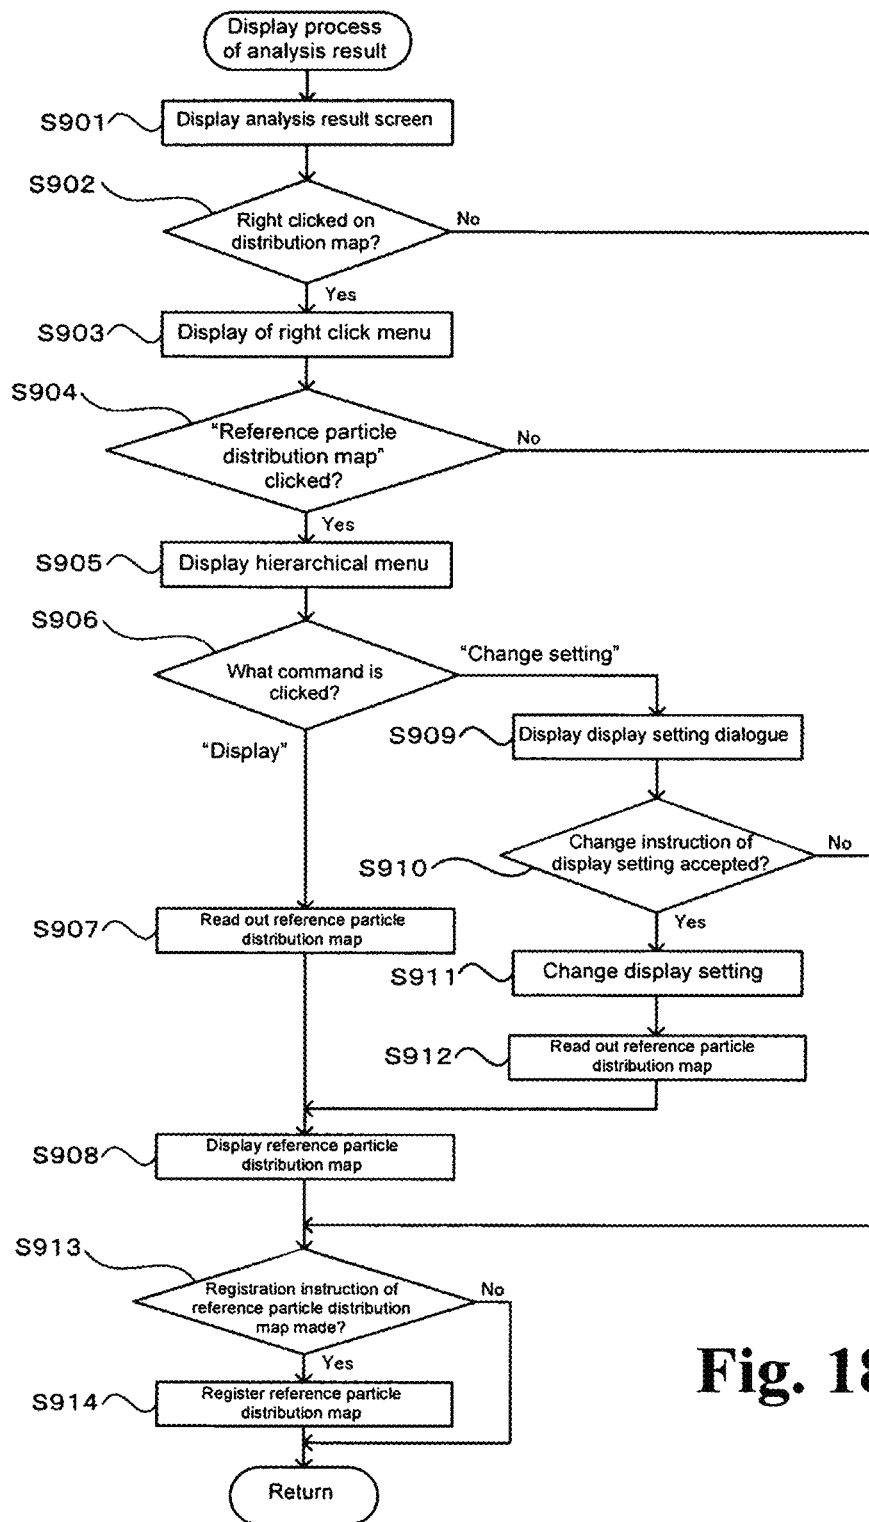 Display process
of analysis result
S901
Display analysis result screen
S902
Right clicked on
distribution map?
No
Yes
S903
Display of right click menu
S904
“Reference particle
distribution map”
clicked?
No
Yes
S905
Display hierarchical menu
S906
What command is
clicked?
“Change setting”
“Display”
S909
Display display setting dialogue
S910
Change instruction of
display setting accepted?
No
Yes
S907
Read out reference particle
distribution map
S911
Change display setting
S912
Read out reference particle
distribution map
S908
Display reference particle
distribution map
S913
Registration instruction of
reference particle distribution
map made?
No
Yes
S914
Register reference particle
distribution map
Return
Fig. 18